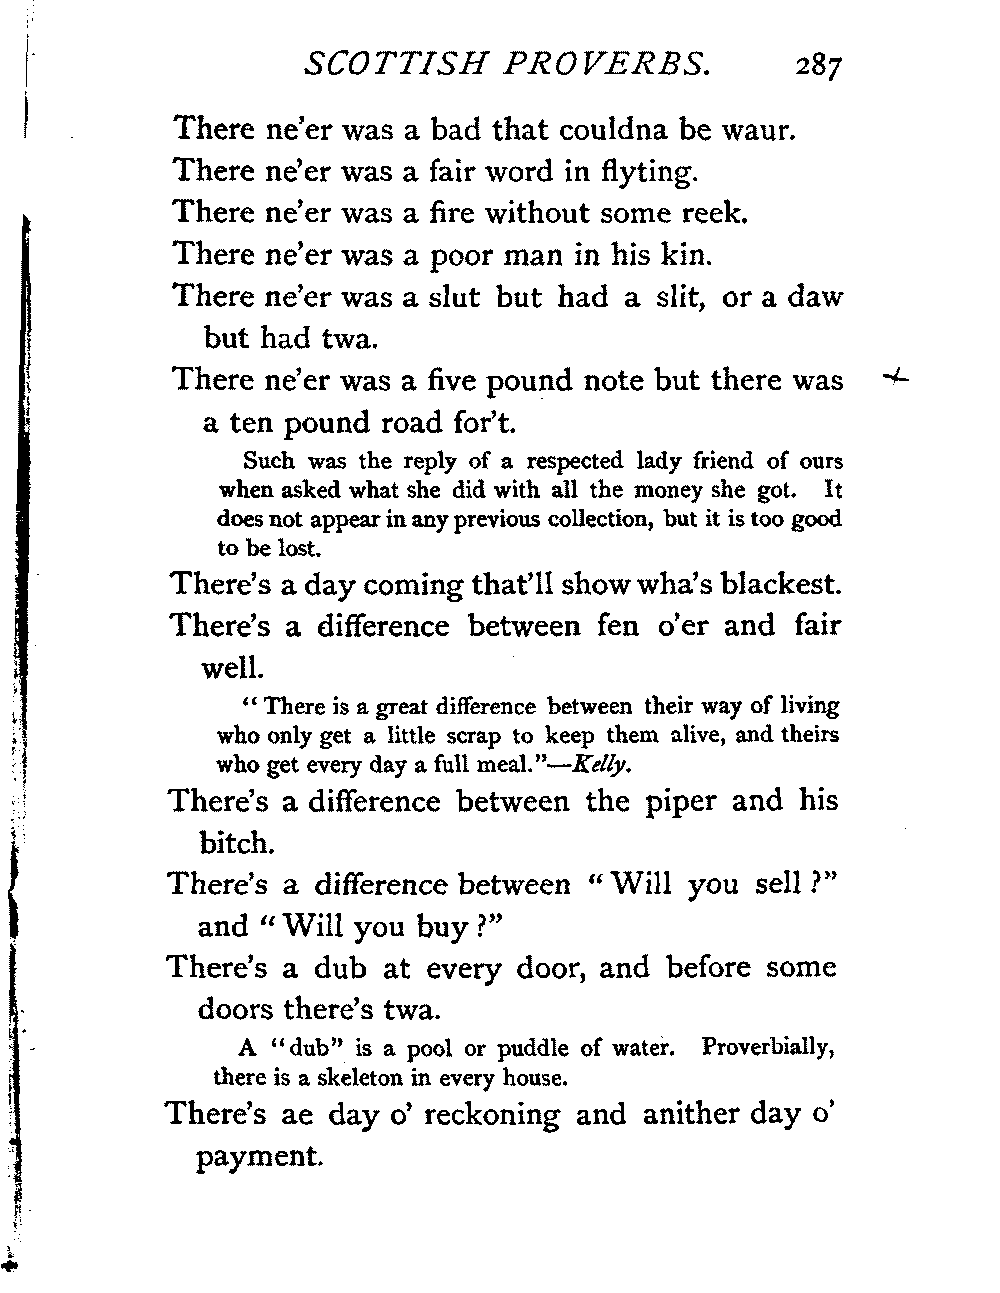 SCOTTISH PROVERBS. 287
There ne'er was a bad that couldna be waur.
There ne'er was a fair word in flyting.
There ne'er was a fire without some reek.
There ne'er was a poor man in his kin.
There ne'er was a slut but had a slit, or a daw
but had twa.
There ne'er was a five pound note but there was
a ten pound road for't.
Such was the reply of a respected lady friend of ours
when asked what she did with all the money she got. It
does not appear in any previous collection, but it is too good
to be lost.
There's a day coming that'll show wha's blackest.
There's a difference between fen o'er and fair
well.
"There is a great difference between their way of living
who only get a little scrap to keep them alive, and theirs
who get every day a full meal."—Kelly.
There's a difference between the piper and his
bitch.
There's a difference between "Will you sell?"
and "Will you buy?"
There's a dub at every door, and before some
doors there's twa.
A "dub" is a pool or puddle of water. Proverbially,
there is a skeleton in every house.
There's ae day o' reckoning and anither day o'
payment.